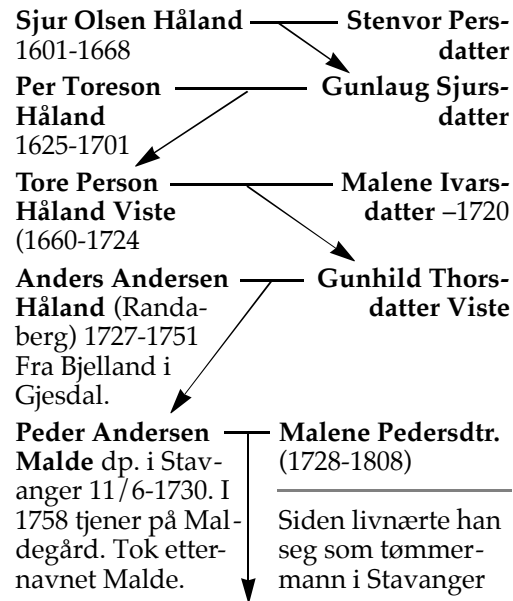 Sjur Olsen Håland
1601-1668
Stenvor Pers-
datter
Per Toreson
Håland
1625-1701
Gunlaug Sjurs-
datter
Tore Person
Håland Viste
(1660-1724
Malene Ivars-
datter –1720
Anders Andersen
Håland (Randa-
berg) 1727-1751
Fra Bjelland i
Gjesdal.
Gunhild Thors-
datter Viste
Peder Andersen
Malde dp. i Stav-
anger 11/6-1730. I
1758 tjener på Mal-
degård. Tok etter-
navnet Malde.
Malene Pedersdtr.
(1728-1808)
Siden livnærte han
seg som tømmer-
mann i Stavanger